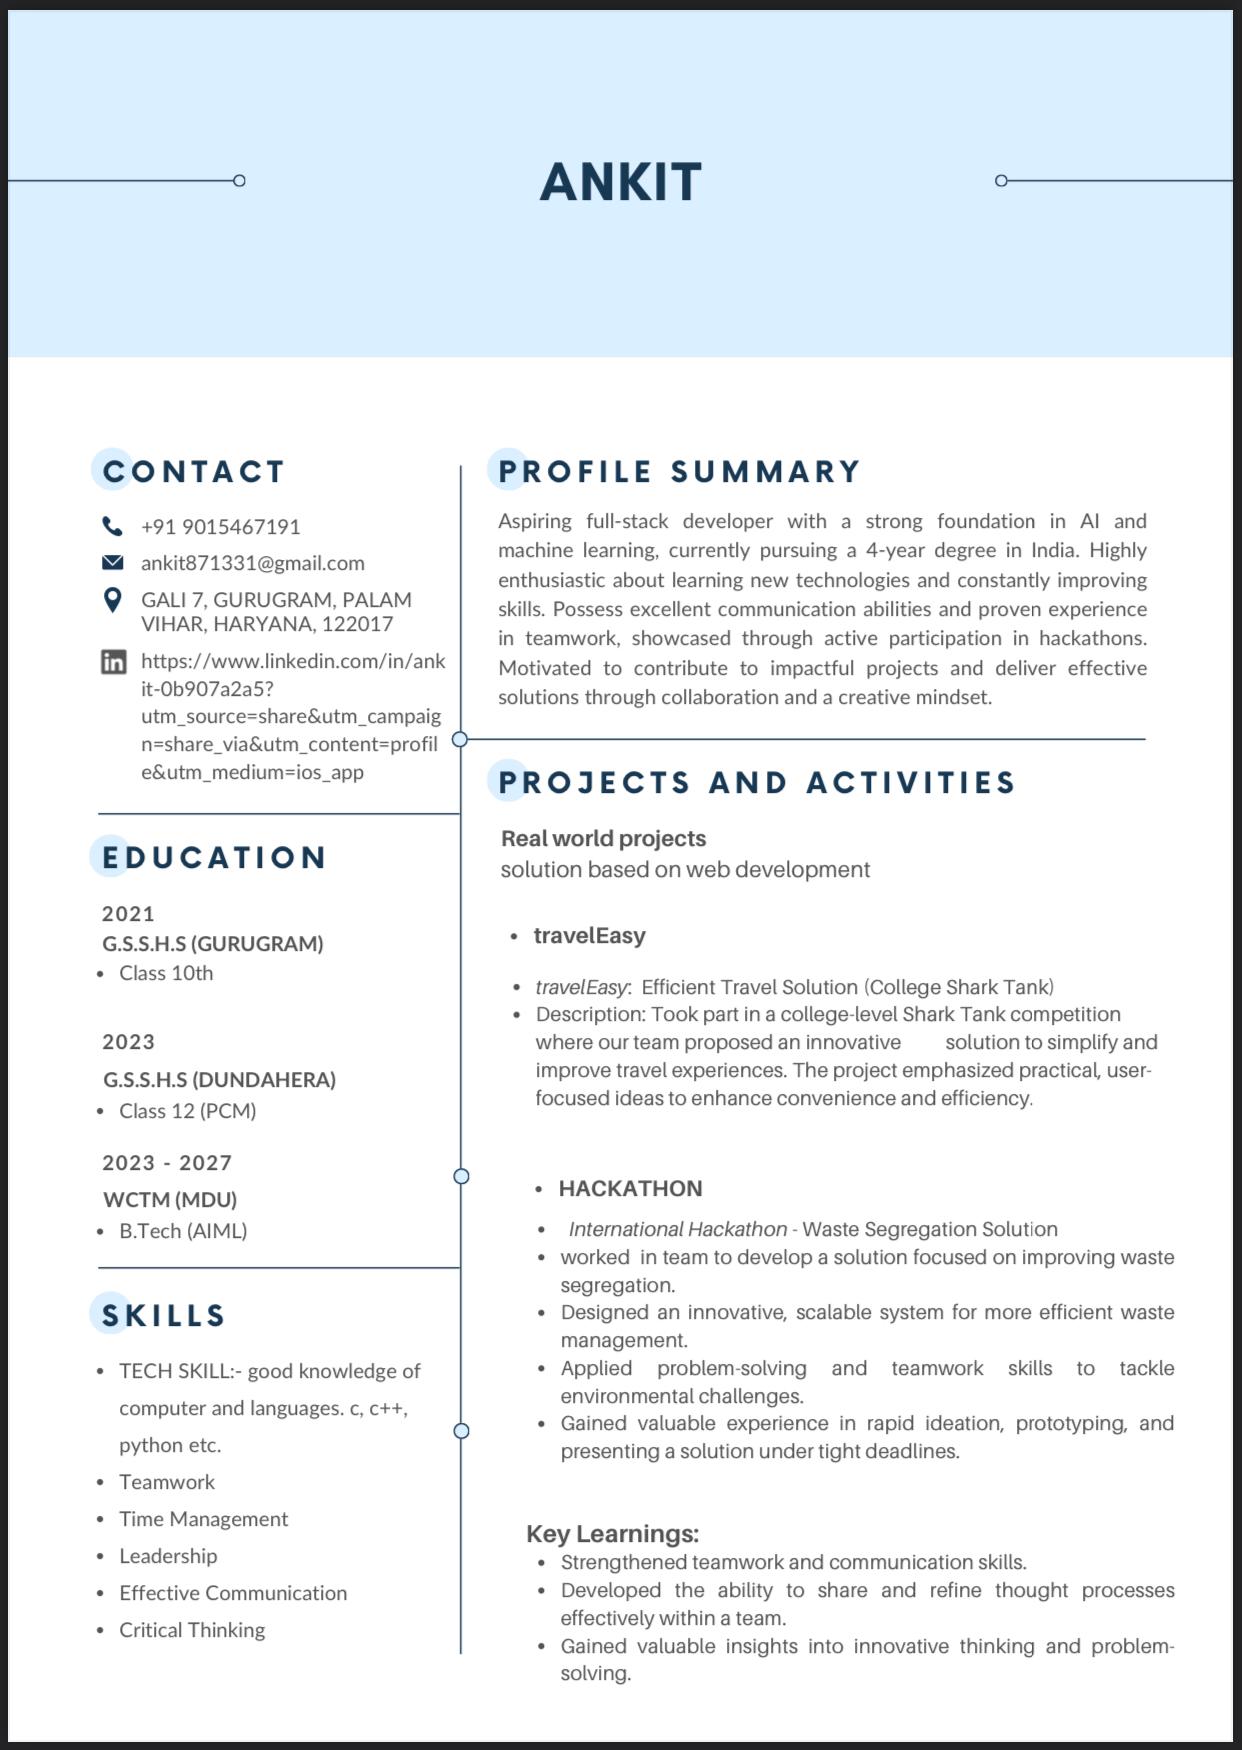 ANKIT
CONTACT
+91 9015467191
ankit871331@gmail.com
GALI 7, GURUGRAM, PALAM
VIHAR, HARYANA, 122017
https://www.linkedin.com/in/ank
it-0b907a2a5?
utm_source=share&utm_campaig
n=share_via&utm_content=profil
e&utm_medium=ios_app
EDUCATION
2021
G.S.S.H.S (GURUGRAM)
• Class 10th
2023
G.S.S.H.S (DUNDAHERA)
• Class 12 (PCM)
2023 - 2027
WCTM (MDU)
• B.Tech (AIML)
SKILLS
• TECH SKILL:- good knowledge of
computer and languages. c, c++,
python etc.
• Teamwork
• Time Management
• Leadership
• Effective Communication
• Critical Thinking
PROFILE SUMMARY
Aspiring full-stack developer with a strong foundation in AI and
machine learning, currently pursuing a 4-year degree in India. Highly
enthusiastic about learning new technologies and constantly improving
skills. Possess excellent communication abilities and proven experience
in teamwork, showcased through active participation in hackathons.
Motivated to contribute to impactful projects and deliver effective
solutions through collaboration and a creative mindset.
PROJECTS AND ACTIVITIES
Real world projects
solution based on web development
• travelEasy
• travelEasy: Efficient Travel Solution (College Shark Tank)
• Description: Took part in a college-level Shark Tank competition
where our team proposed an innovative solution to simplify and
improve travel experiences. The project emphasized practical, user-
focused ideas to enhance convenience and efficiency.
• HACKATHON
• International Hackathon - Waste Segregation Solution
• worked in team to develop a solution focused on improving waste
segregation.
• Designed an innovative, scalable system for more efficient waste
management.
• Applied problem-solving and teamwork skills to tackle
environmental challenges.
• Gained valuable experience in rapid ideation, prototyping, and
presenting a solution under tight deadlines.
Key Learnings:
• Strengthened teamwork and communication skills.
• Developed the ability to share and refine thought processes
effectively within a team.
• Gained valuable insights into innovative thinking and problem-
solving.